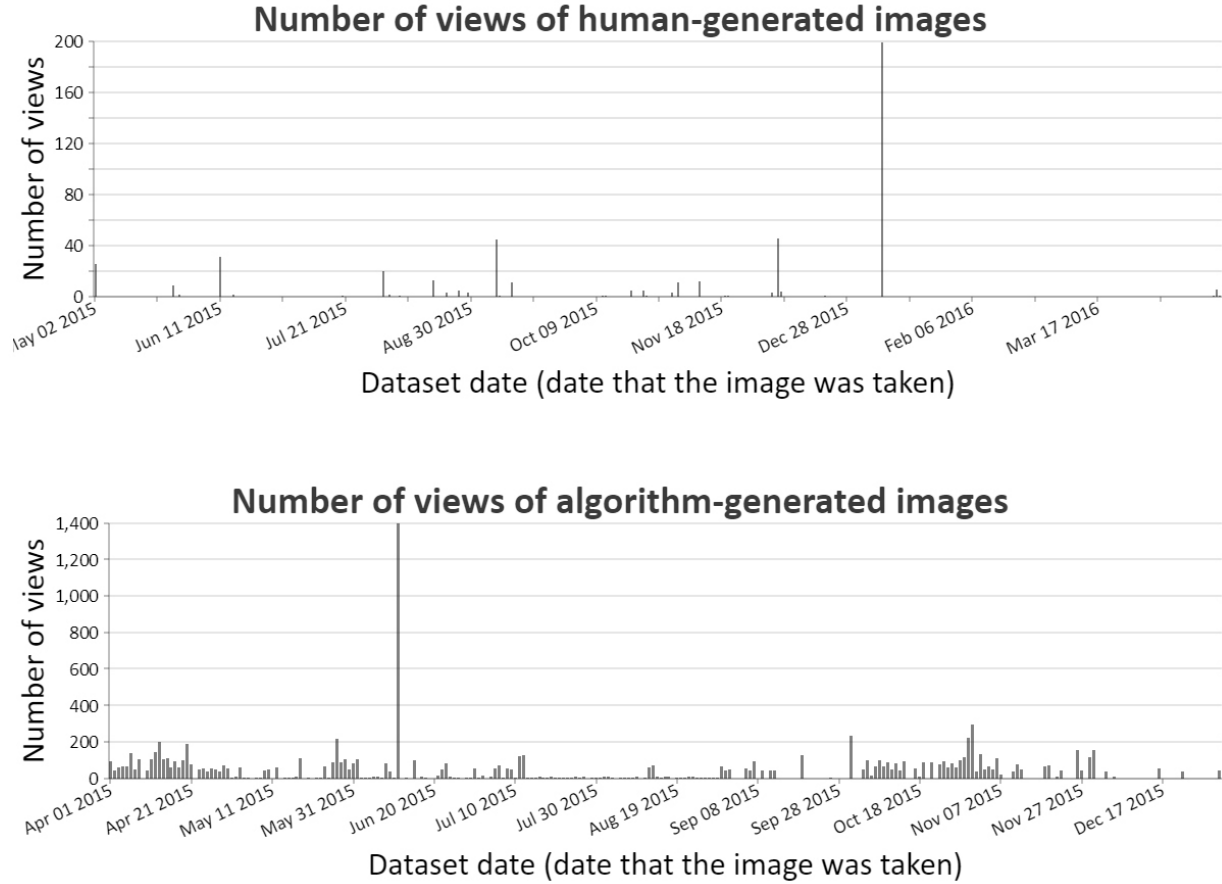 Number of views of human-generated images
Number of views
200
160
120
80
40
0
ay 02 2015
Jun 11 2015
Jul 21 2015
Aug 30 2015
Oct 09 2015
Nov 18 2015
Dec 28 2015
Feb 06 2016
Mar 17 2016
Dataset date (date that the image was taken)
Number of views of algorithm-generated images
Number of views
1,400
1,200
1,000
800
600
400
200
0
Apr 01 2015
Apr 21 2015
May 11 2015
May 31 2015
Jun 20 2015
Jul 10 2015
Jul 30 2015
Aug 19 2015
Sep 08 2015
Sep 28 2015
Oct 18 2015
Nov 07 2015
Nov 27 2015
Dec 17 2015
Dataset date (date that the image was taken)